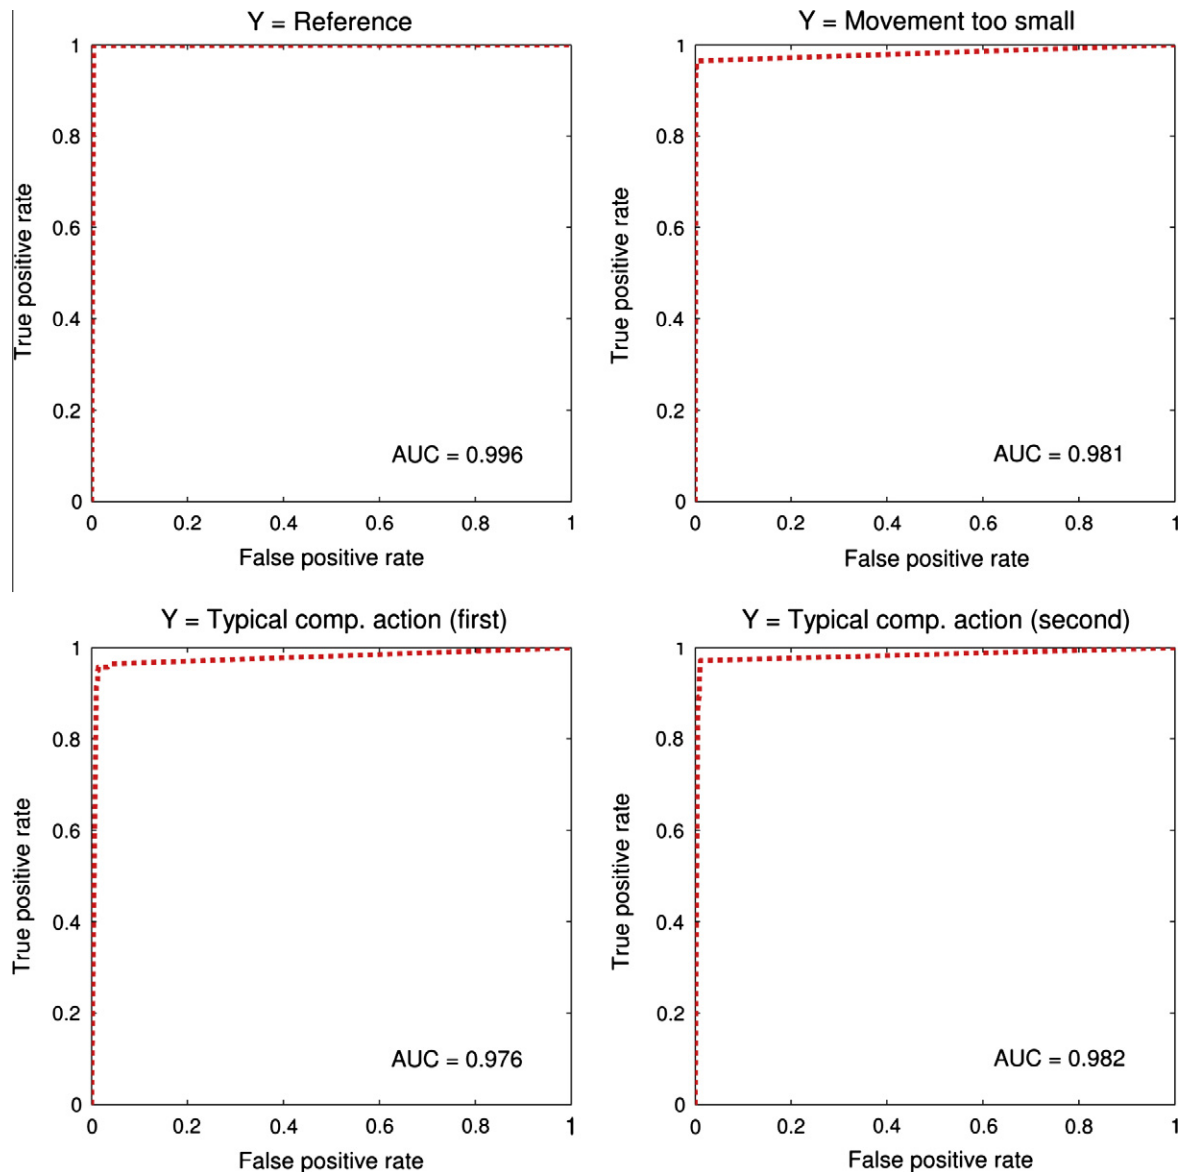 Y = Reference
1
0.8
0.6
0.4
0.2
0
True positive rate
AUC = 0.996
0 0.2 0.4 0.6 0.8 1
False positive rate
Y = Movement too small
1
0.8
0.6
0.4
0.2
0
True positive rate
AUC = 0.981
0 0.2 0.4 0.6 0.8 1
False positive rate
Y = Typical comp. action (first)
1
0.8
0.6
0.4
0.2
0
True positive rate
AUC = 0.976
0 0.2 0.4 0.6 0.8 1
False positive rate
Y = Typical comp. action (second)
1
0.8
0.6
0.4
0.2
0
True positive rate
AUC = 0.982
0 0.2 0.4 0.6 0.8 1
False positive rate